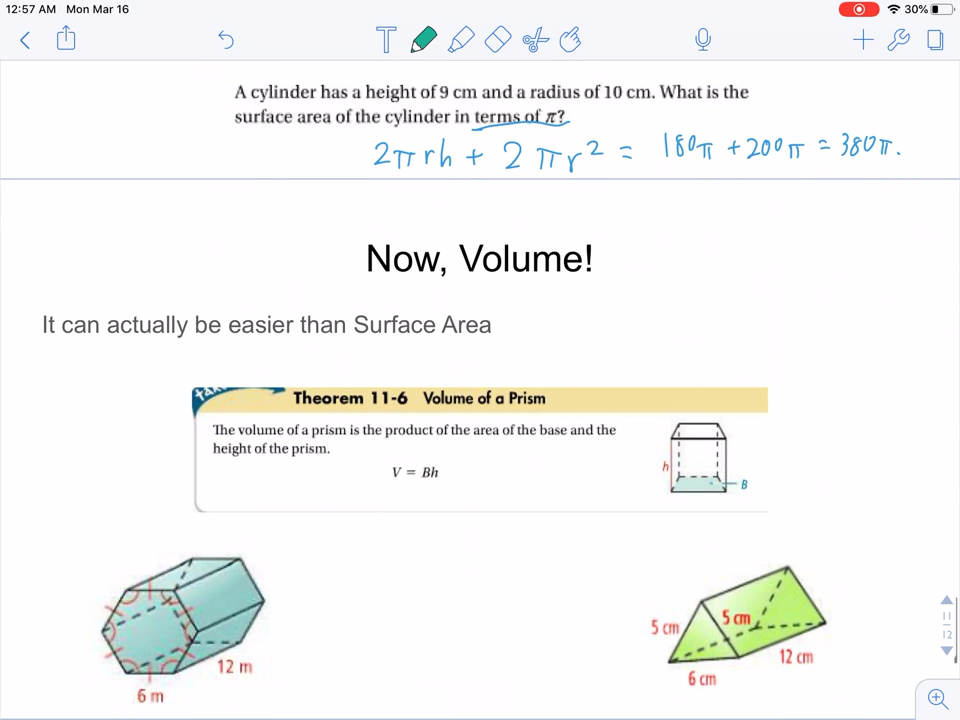 12:57 AM Mon Mar 16
30%
T
A cylinder has a height of 9 cm and a radius of 10 cm. What is the
surface area of the cylinder in terms of π?
2πrh + 2πr² = 180π + 200π = 380π.
Now, Volume!
It can actually be easier than Surface Area
Theorem 11-6 Volume of a Prism
The volume of a prism is the product of the area of the base and the
height of the prism.
V = Bh
h
B
5 cm
5 cm
12 m
12 cm
6 m
6 cm
11
12